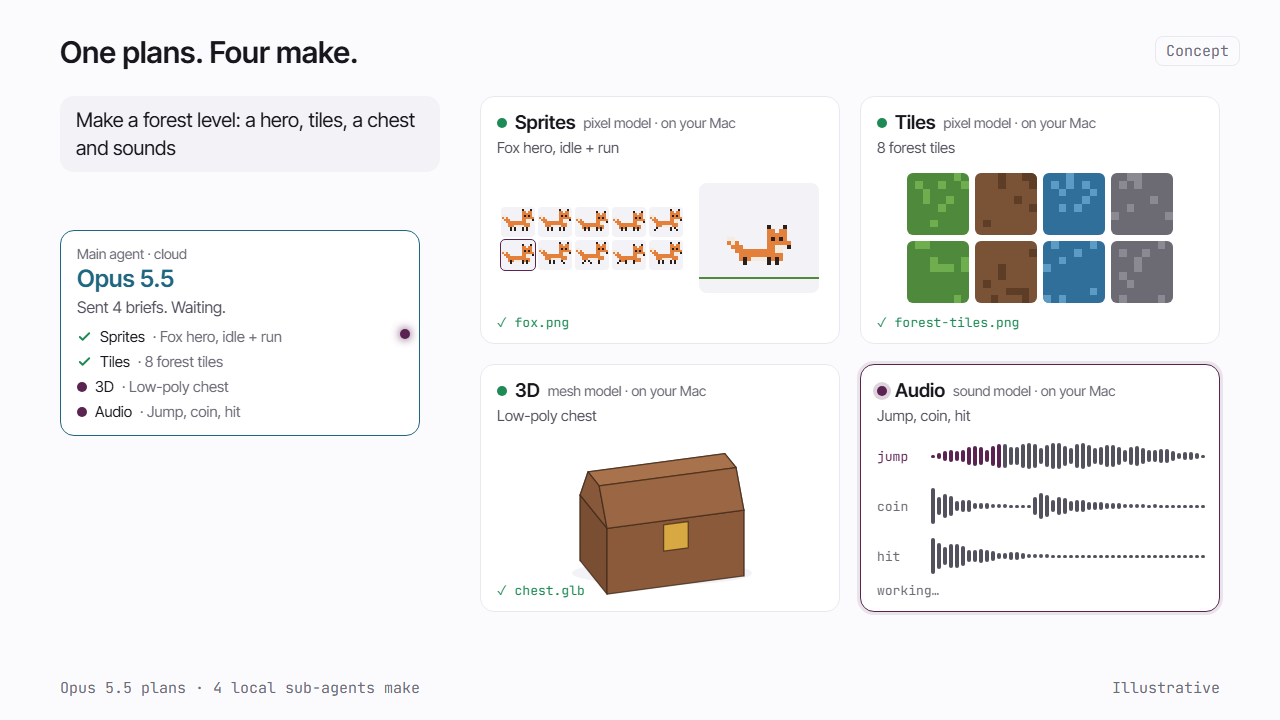 One plans. Four make.
Concept
Make a forest level: a hero, tiles, a chest
and sounds
Main agent · cloud
Opus 5.5
Sent 4 briefs. Waiting.
✓ Sprites · Fox hero, idle + run
✓ Tiles · 8 forest tiles
3D · Low-poly chest
Audio · Jump, coin, hit
Sprites pixel model · on your Mac
Fox hero, idle + run
✓ fox.png
Tiles pixel model · on your Mac
8 forest tiles
✓ forest-tiles.png
3D mesh model · on your Mac
Low-poly chest
✓ chest.glb
Audio sound model · on your Mac
Jump, coin, hit
jump
coin
hit
working…
Opus 5.5 plans · 4 local sub-agents make
Illustrative